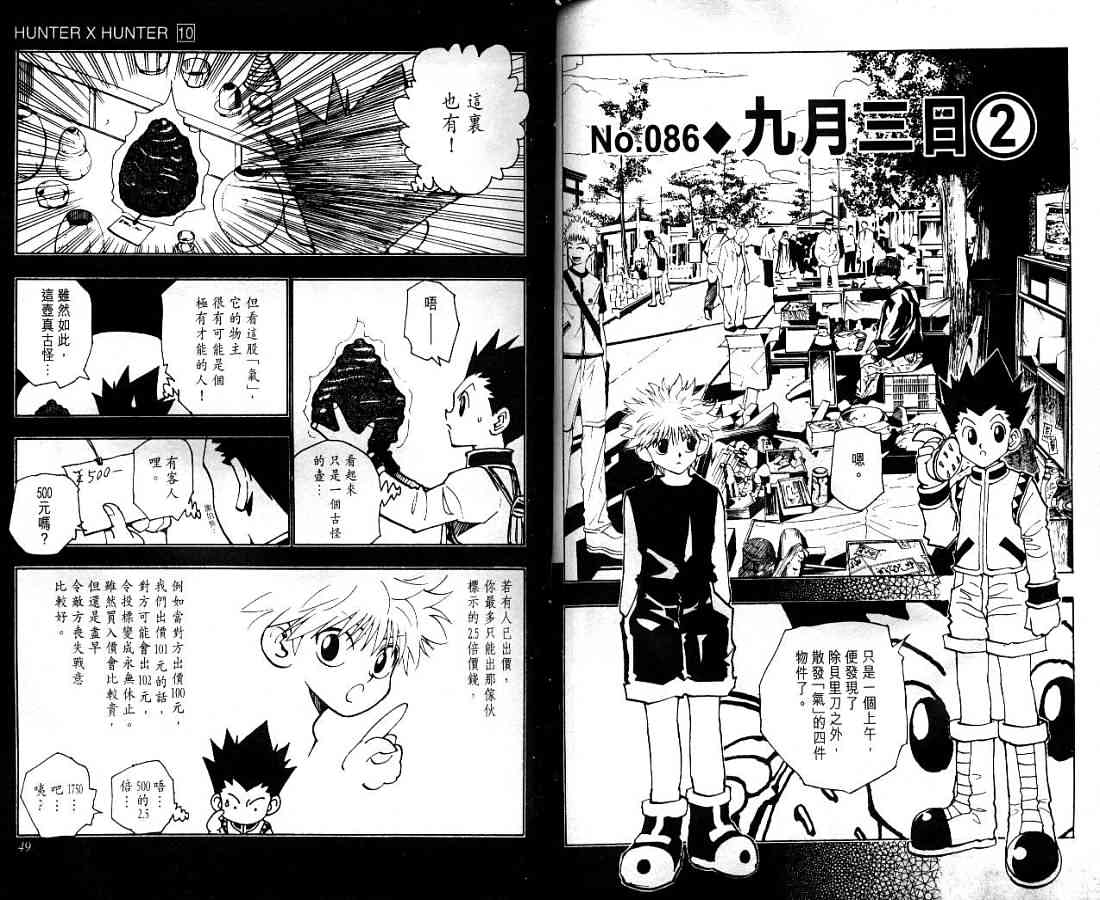 No.086◆九月三日②
嗯。
只是一個上午，
便發現了
除貝里刀之外，
散發「氣」的四件
物件了。
HUNTER X HUNTER 10
這裏
也有！
唔—
看起來
只是一個古怪
的壺…
但看這股「氣」，
它的物主
很有可能是個
極有才能的人！
雖然如此，
這壺真古怪…
有客人
哩。
¥500—
500元嗎？
若有人已出價，
你最多只能出那傢伙
標示的2.5倍價錢，
例如當對方出價100元，
我們出價101元的話，
對方可能會出102元，
令投標變成永無休止。
雖然買入價會比較貴，
但還是盡早
令敵方喪失戰意
比較好。
唔…
500的2.5
倍…
1750
吧…
咦？
49